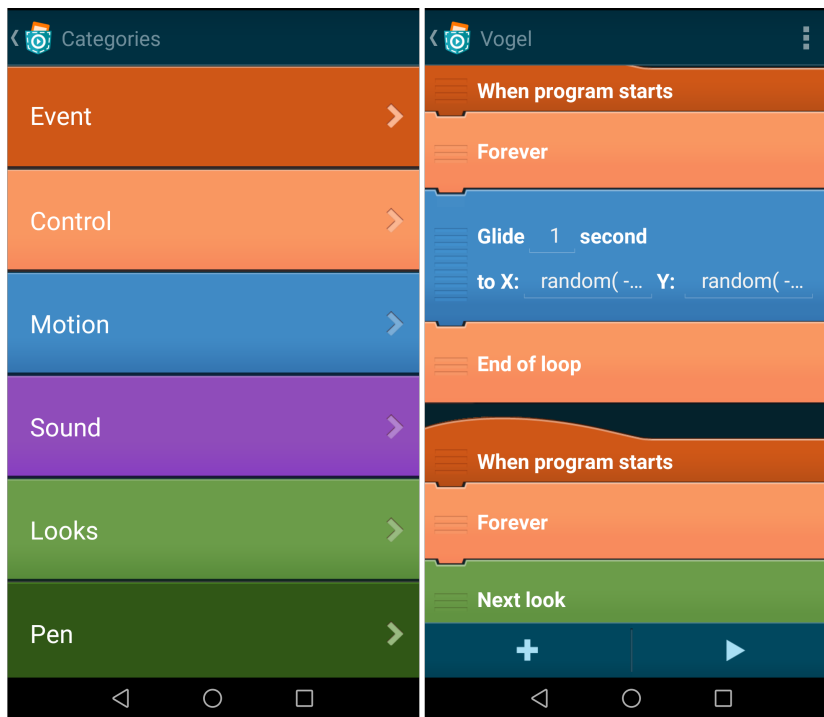 Categories
Event
Control
Motion
Sound
Looks
Pen
Vogel
When program starts
Forever
Glide 1 second
to X: random( -... Y: random( -...
End of loop
When program starts
Forever
Next look